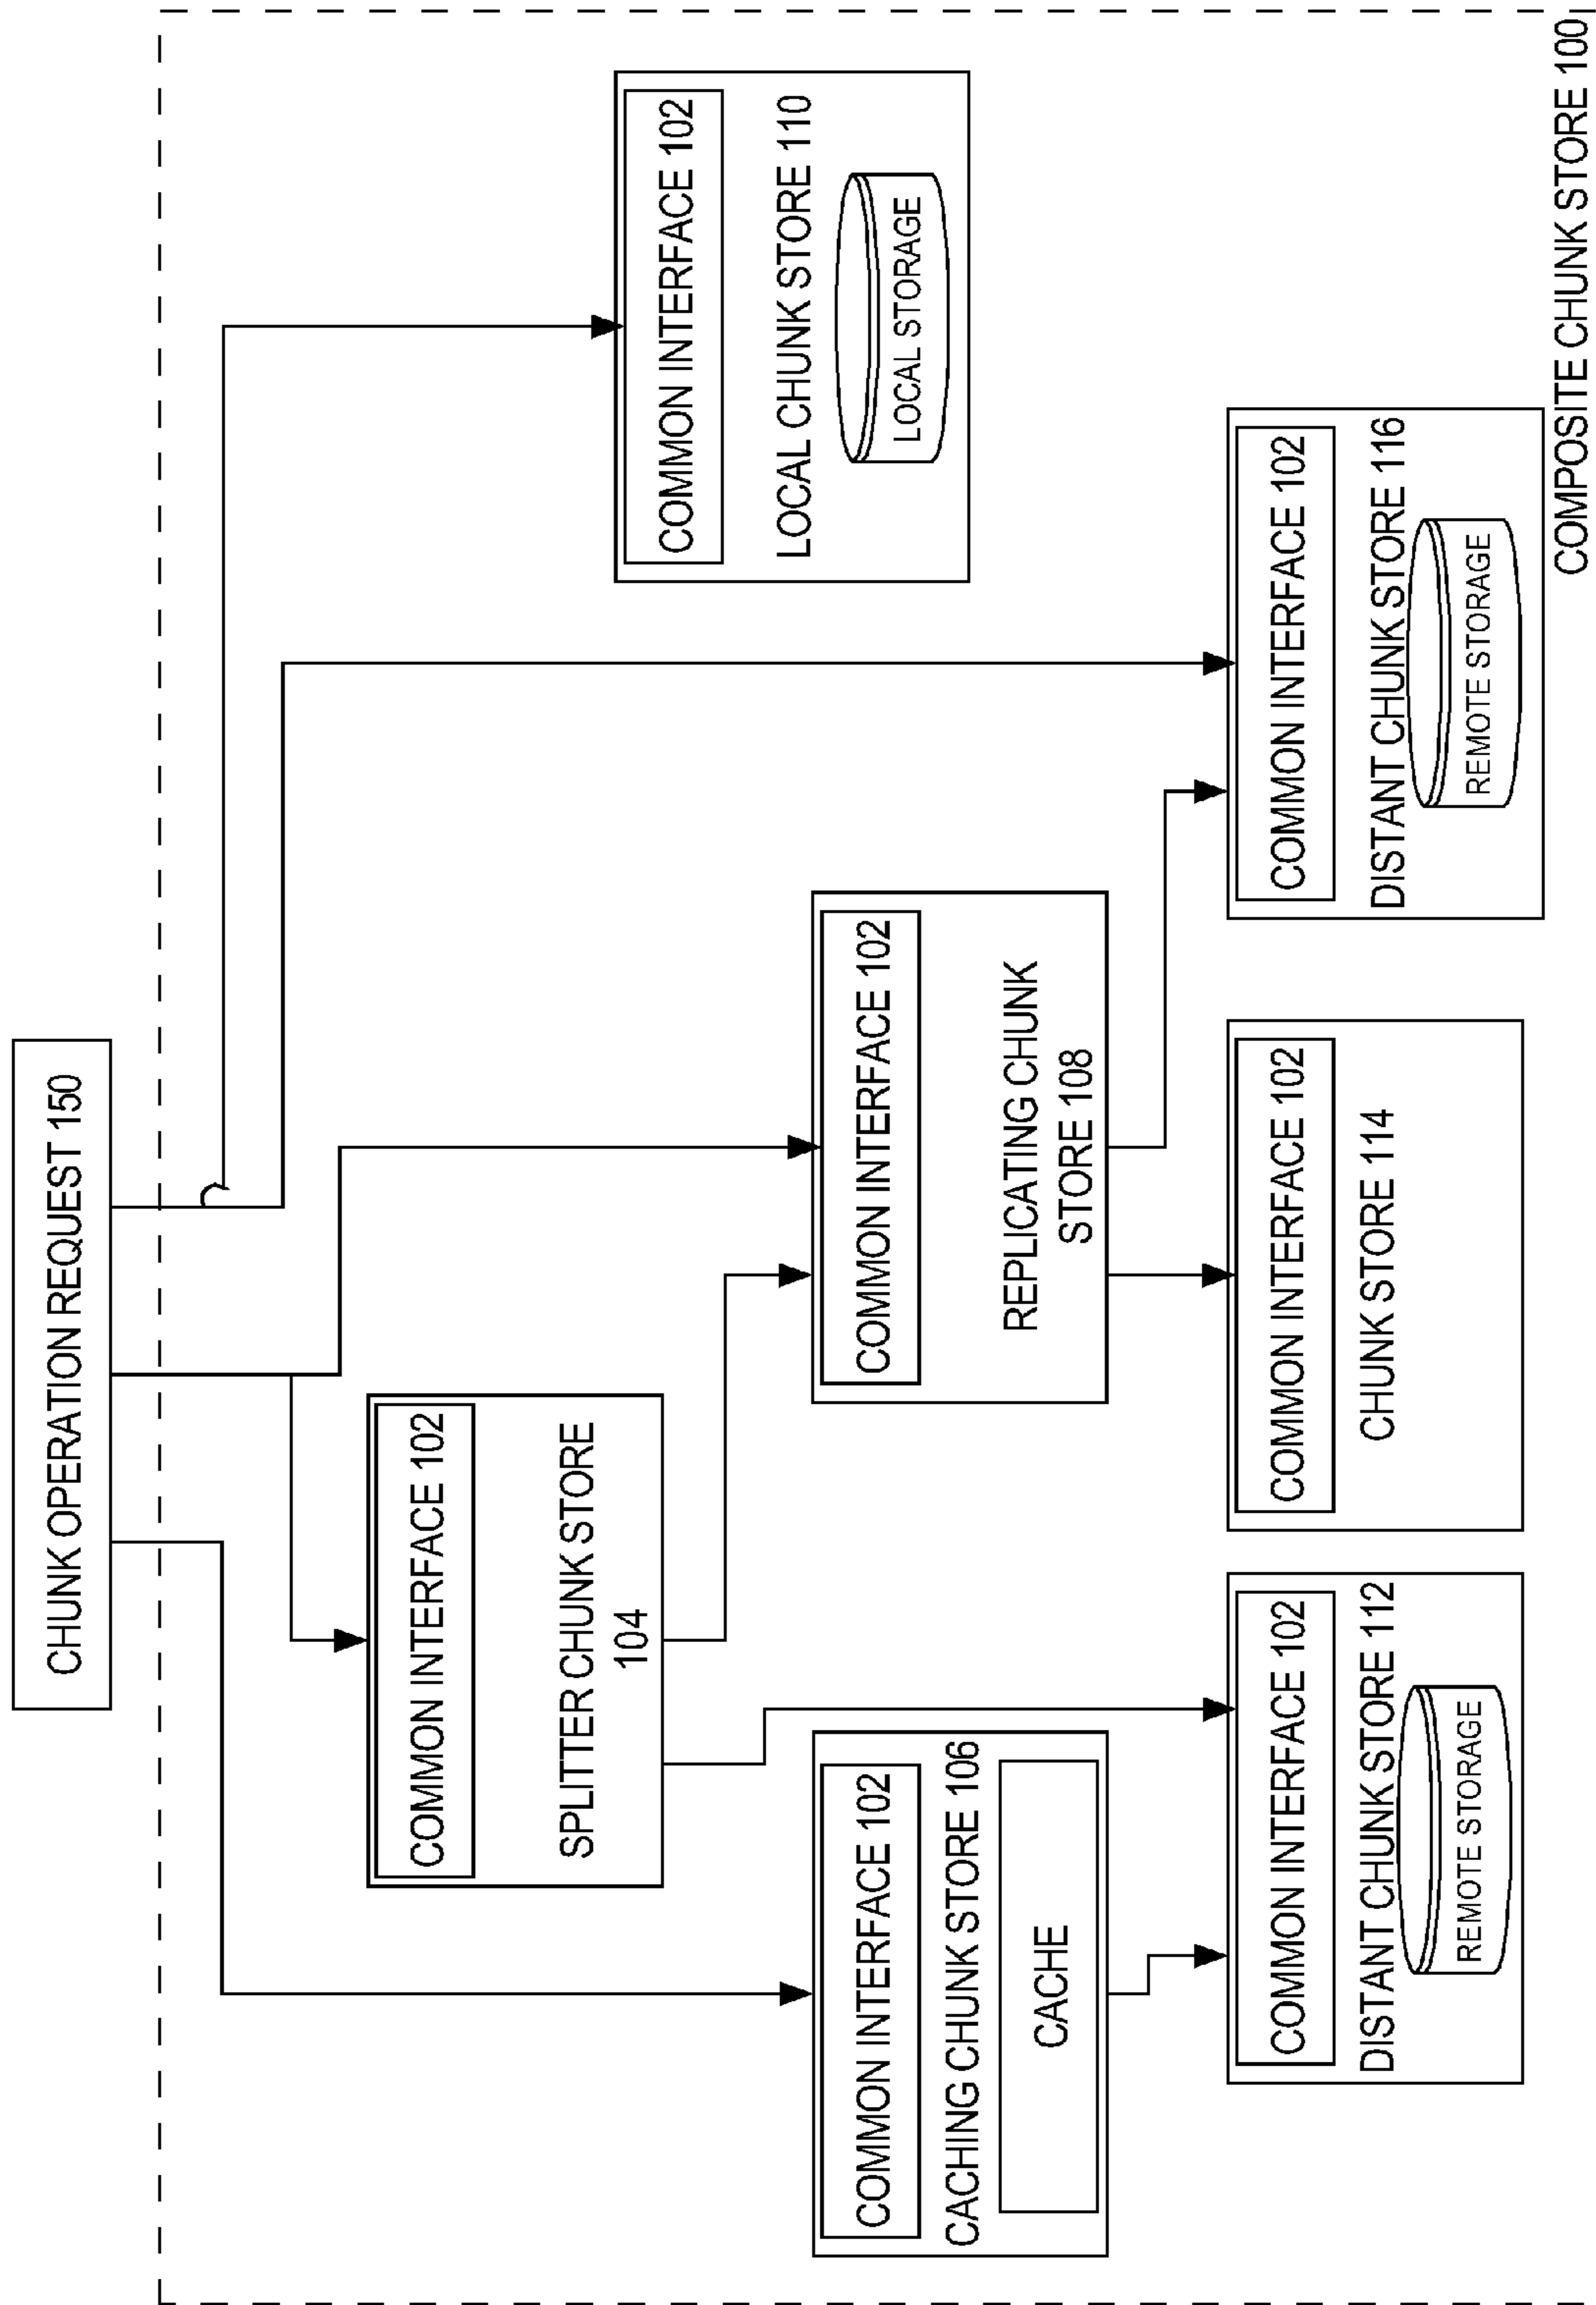 CHUNK OPERATION REQUEST 150
COMMON INTERFACE 102
SPLITTER CHUNK STORE
104
COMMON INTERFACE 102
LOCAL CHUNK STORE 110
LOCAL STORAGE
COMMON INTERFACE 102
CACHING CHUNK STORE 106
CACHE
COMMON INTERFACE 102
REPLICATING CHUNK
STORE 108
COMMON INTERFACE 102
DISTANT CHUNK STORE 112
REMOTE STORAGE
COMMON INTERFACE 102
CHUNK STORE 114
COMMON INTERFACE 102
DISTANT CHUNK STORE 116
REMOTE STORAGE
COMPOSITE CHUNK STORE 100